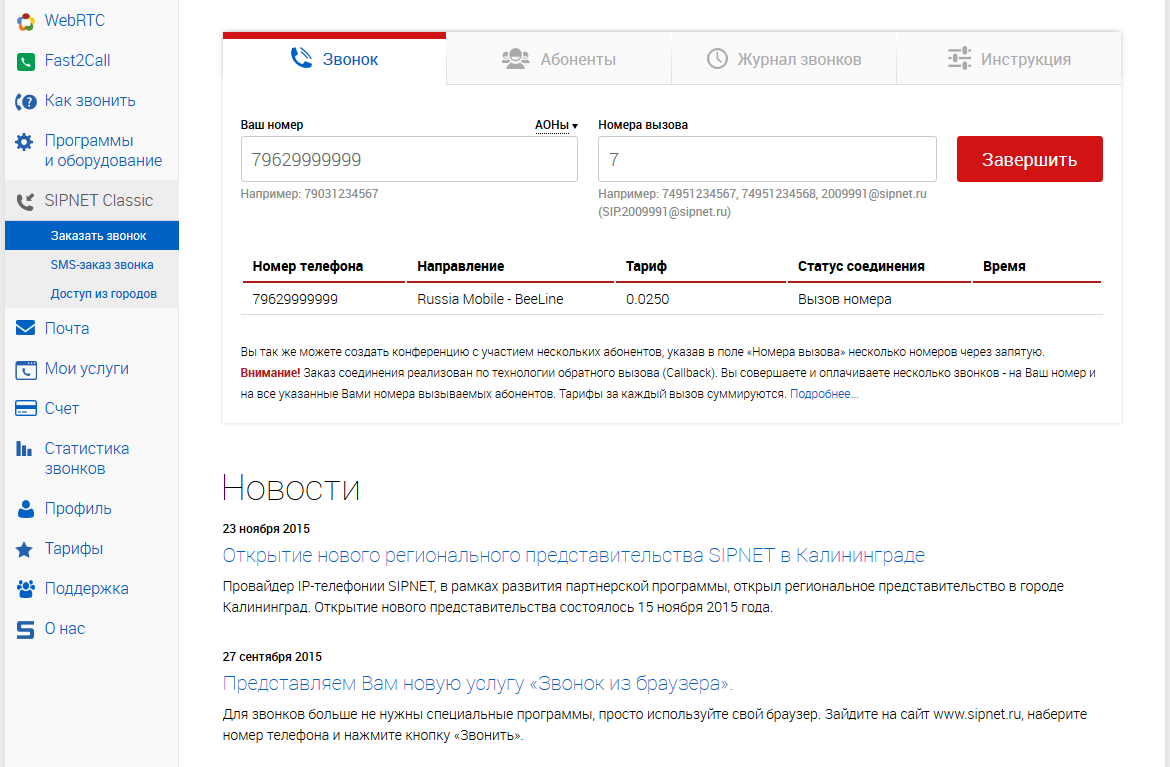 WebRTC
Fast2Call
Как звонить
Программы
и оборудование
SIPNET Classic
Заказать звонок
SMS-заказ звонка
Доступ из городов
Почта
Мои услуги
Счет
Статистика
звонков
Профиль
Тарифы
Поддержка
О нас
Звонок
Абоненты
Журнал звонков
Инструкция
Ваш номер АОНы
79629999999
Например: 79031234567
Номера вызова
7
Например: 74951234567, 74951234568, 2009991@sipnet.ru
(SIP.2009991@sipnet.ru)
Завершить
Номер телефона Направление Тариф Статус соединения Время
79629999999 Russia Mobile - BeeLine 0.0250 Вызов номера
Вы так же можете создать конференцию с участием нескольких абонентов, указав в поле «Номера вызова» несколько номеров через запятую.
Внимание! Заказ соединения реализован по технологии обратного вызова (Callback). Вы совершаете и оплачиваете несколько звонков - на Ваш номер и
на все указанные Вами номера вызываемых абонентов. Тарифы за каждый вызов суммируются. Подробнее...
Новости
23 ноября 2015
Открытие нового регионального представительства SIPNET в Калининграде
Провайдер IP-телефонии SIPNET, в рамках развития партнерской программы, открыл региональное представительство в городе
Калининград. Открытие нового представительства состоялось 15 ноября 2015 года.
27 сентября 2015
Представляем Вам новую услугу «Звонок из браузера».
Для звонков больше не нужны специальные программы, просто используйте свой браузер. Зайдите на сайт www.sipnet.ru, наберите
номер телефона и нажмите кнопку «Звонить».